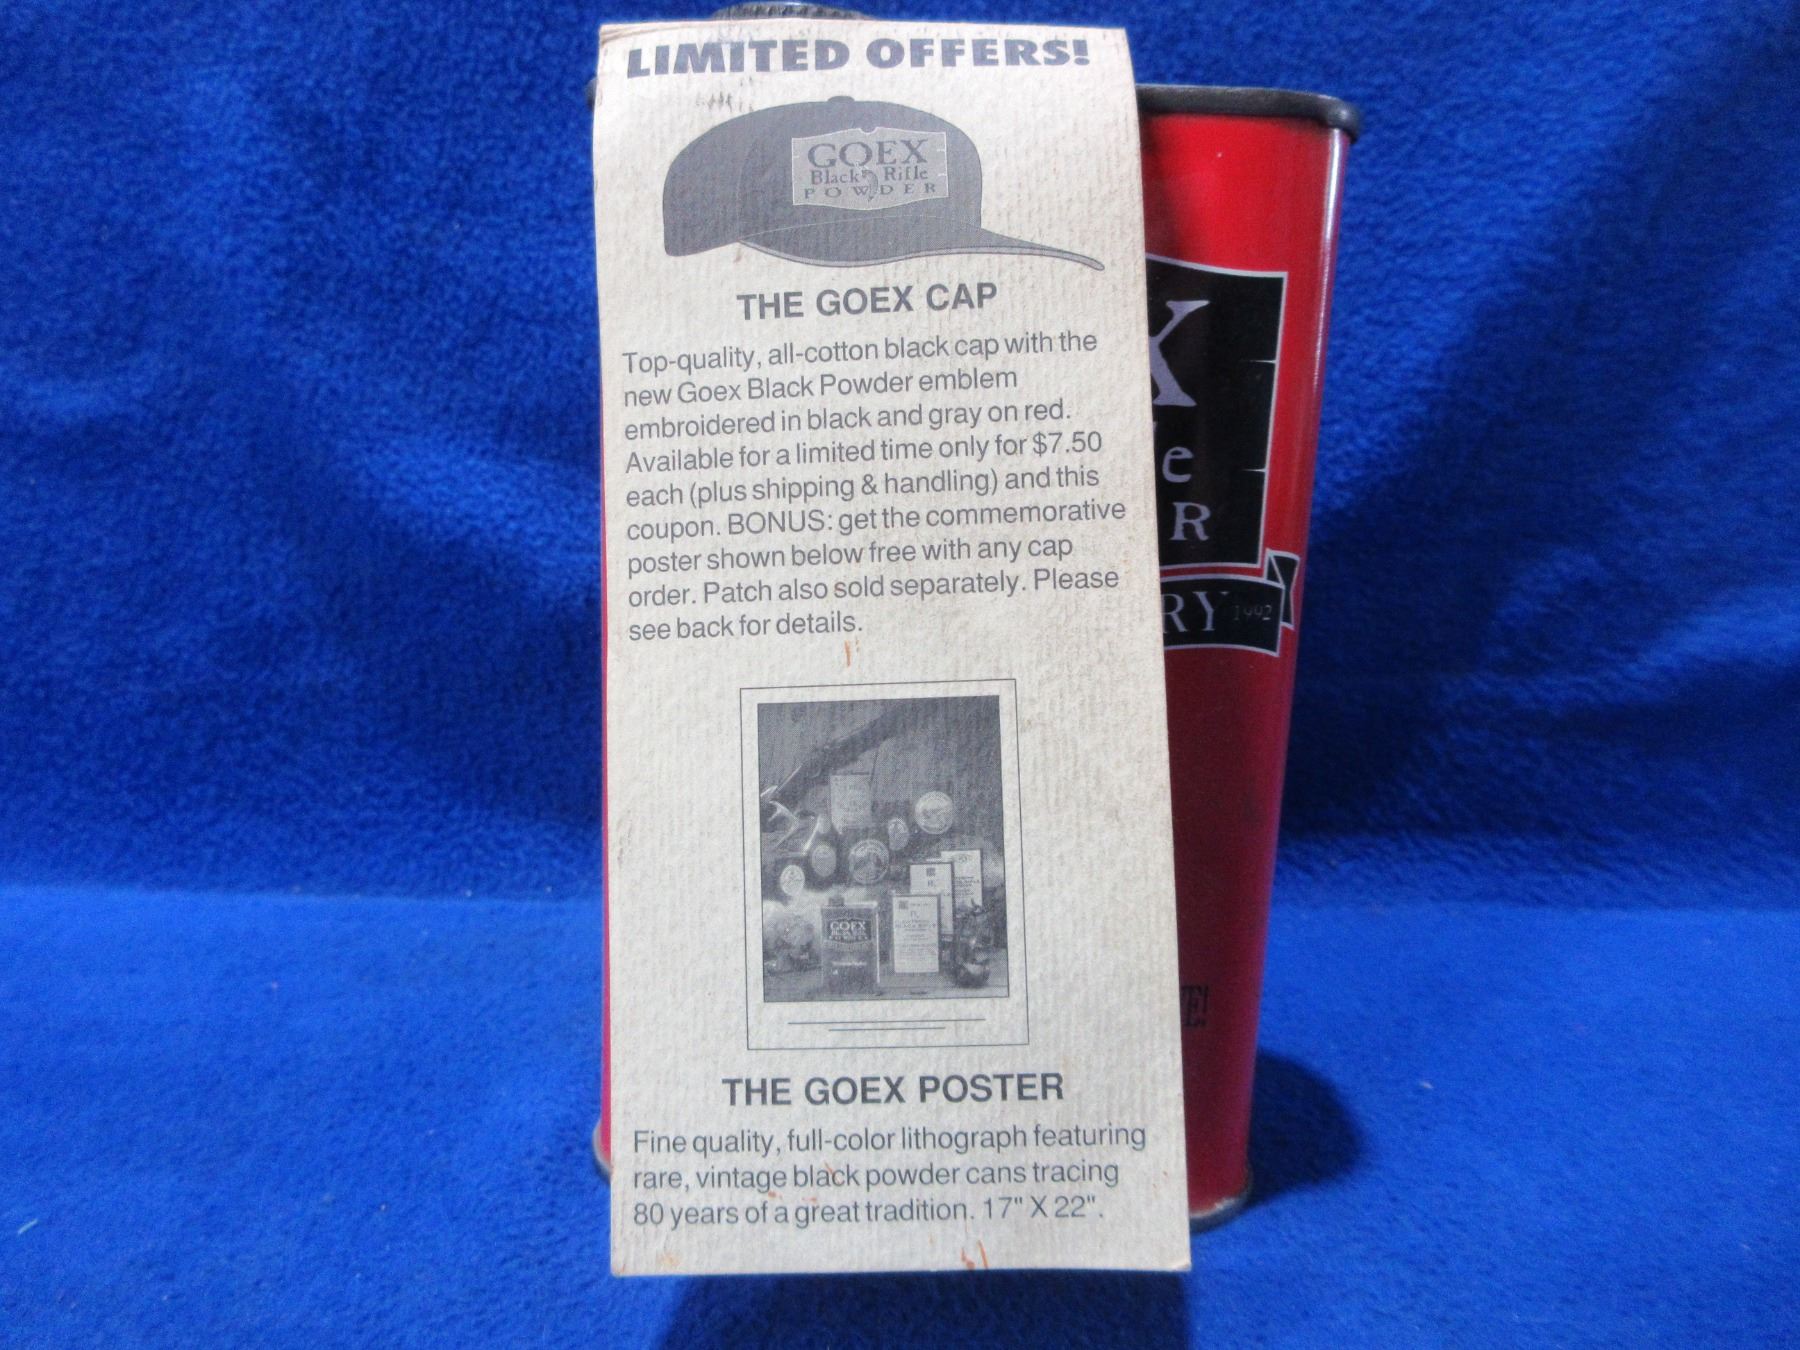 LIMITED OFFERS!
GOEX
Black Rifle
POWDER
THE GOEX CAP
Top-quality, all-cotton black cap with the
new Goex Black Powder emblem
embroidered in black and gray on red.
Available for a limited time only for $7.50
each (plus shipping & handling) and this
coupon. BONUS: get the commemorative
poster shown below free with any cap
order. Patch also sold separately. Please
see back for details.
GOEX
THE GOEX POSTER
Fine quality, full-color lithograph featuring
rare, vintage black powder cans tracing
80 years of a great tradition. 17" X 22".
X
e
R
RY 1992
E!